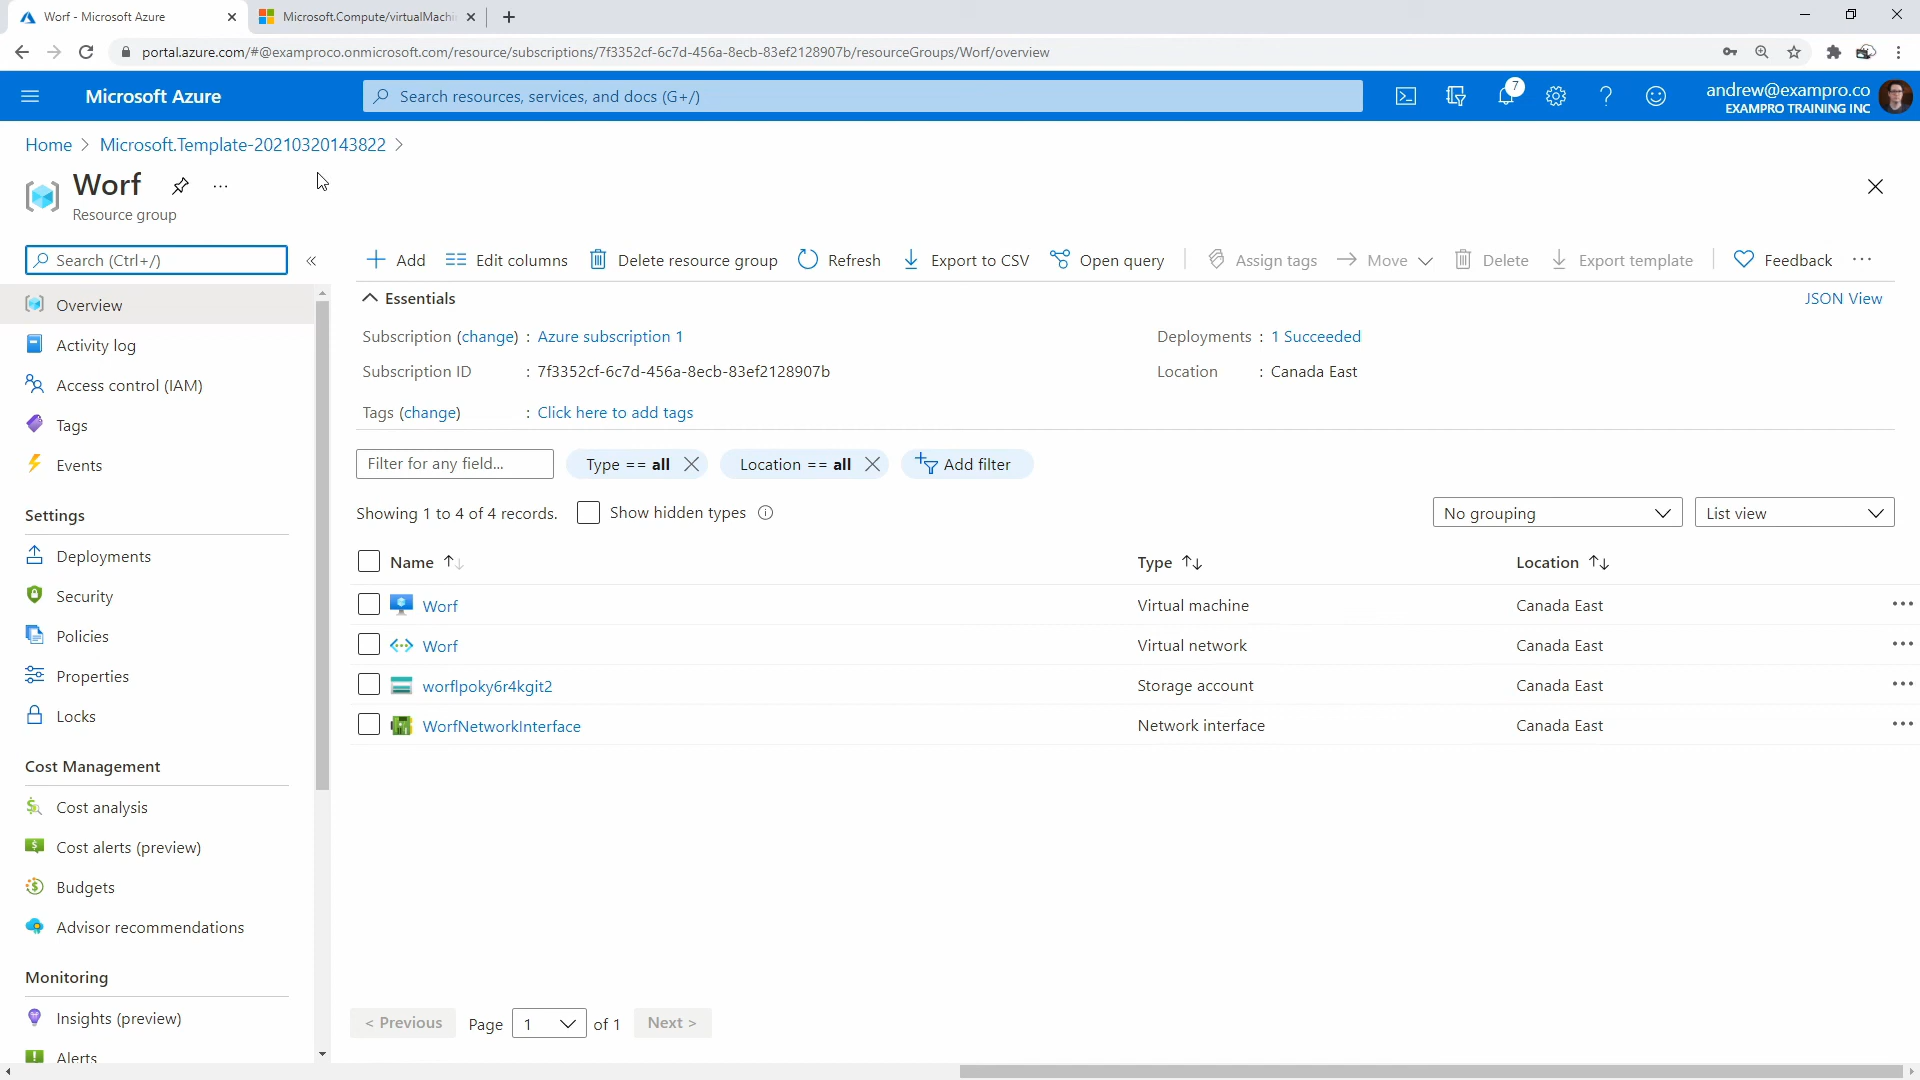 Worf - Microsoft Azure
Microsoft.Compute/virtualMachi
portal.azure.com/#@examproco.onmicrosoft.com/resource/subscriptions/7f3352cf-6c7d-456a-8ecb-83ef2128907b/resourceGroups/Worf/overview
Microsoft Azure
Search resources, services, and docs (G+/)
7
andrew@exampro.co
EXAMPRO TRAINING INC
Home > Microsoft.Template-20210320143822 >
Worf
Resource group
Search (Ctrl+/)
Overview
Activity log
Access control (IAM)
Tags
Events
Settings
Deployments
Security
Policies
Properties
Locks
Cost Management
Cost analysis
Cost alerts (preview)
Budgets
Advisor recommendations
Monitoring
Insights (preview)
Alerts
Add Edit columns Delete resource group Refresh Export to CSV Open query Assign tags Move Delete Export template Feedback
Essentials
JSON View
Subscription (change) : Azure subscription 1
Deployments : 1 Succeeded
Subscription ID : 7f3352cf-6c7d-456a-8ecb-83ef2128907b
Location : Canada East
Tags (change) : Click here to add tags
Filter for any field... Type == all Location == all Add filter
Showing 1 to 4 of 4 records. Show hidden types
No grouping List view
Name Type Location
Worf Virtual machine Canada East
Worf Virtual network Canada East
worflpoky6r4kgit2 Storage account Canada East
WorfNetworkInterface Network interface Canada East
< Previous Page 1 of 1 Next >